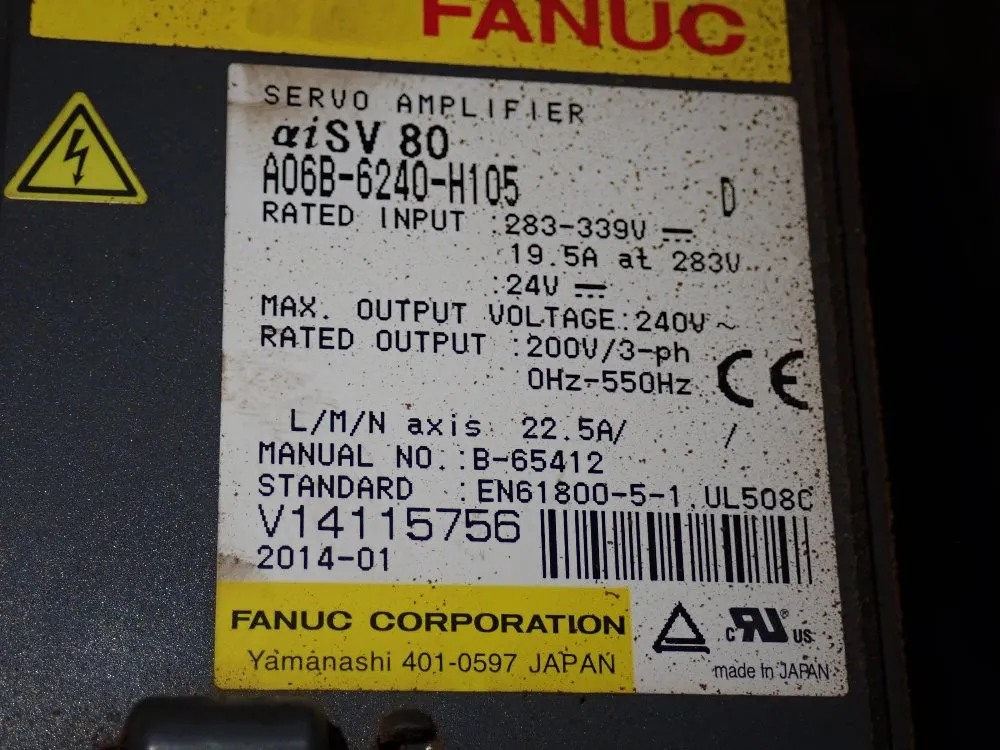 FANUC
SERVO AMPLIFIER
αiSV 80
A06B-6240-H105 D
RATED INPUT :283-339V ⎓
19.5A at 283V
:24V ⎓
MAX. OUTPUT VOLTAGE:240V~
RATED OUTPUT :200V/3-ph
0Hz-550Hz
CE
L/M/N axis: 22.5A/ /
MANUAL NO.:B-65412
STANDARD :EN61800-5-1,UL508C
V14115756
2014-01
FANUC CORPORATION
Yamanashi 401-0597 JAPAN
c RU ® US
made in JAPAN